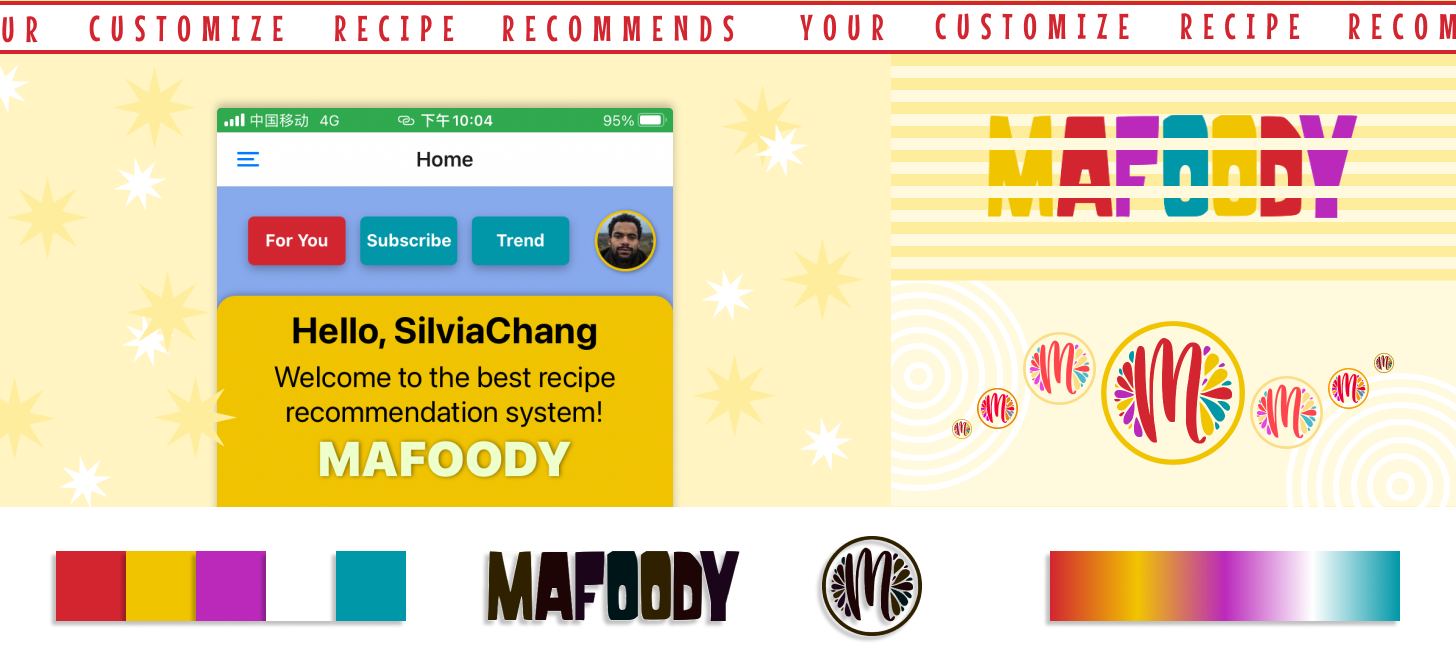 UR CUSTOMIZE RECIPE RECOMMENDS YOUR CUSTOMIZE RECIPE RECOM
中国移动 4G 下午10:04 95%
Home
For You Subscribe Trend
Hello, SilviaChang
Welcome to the best recipe
recommendation system!
MAFOODY
MAFOODY
m
m
m
m
m
m
m
MAFOODY
m